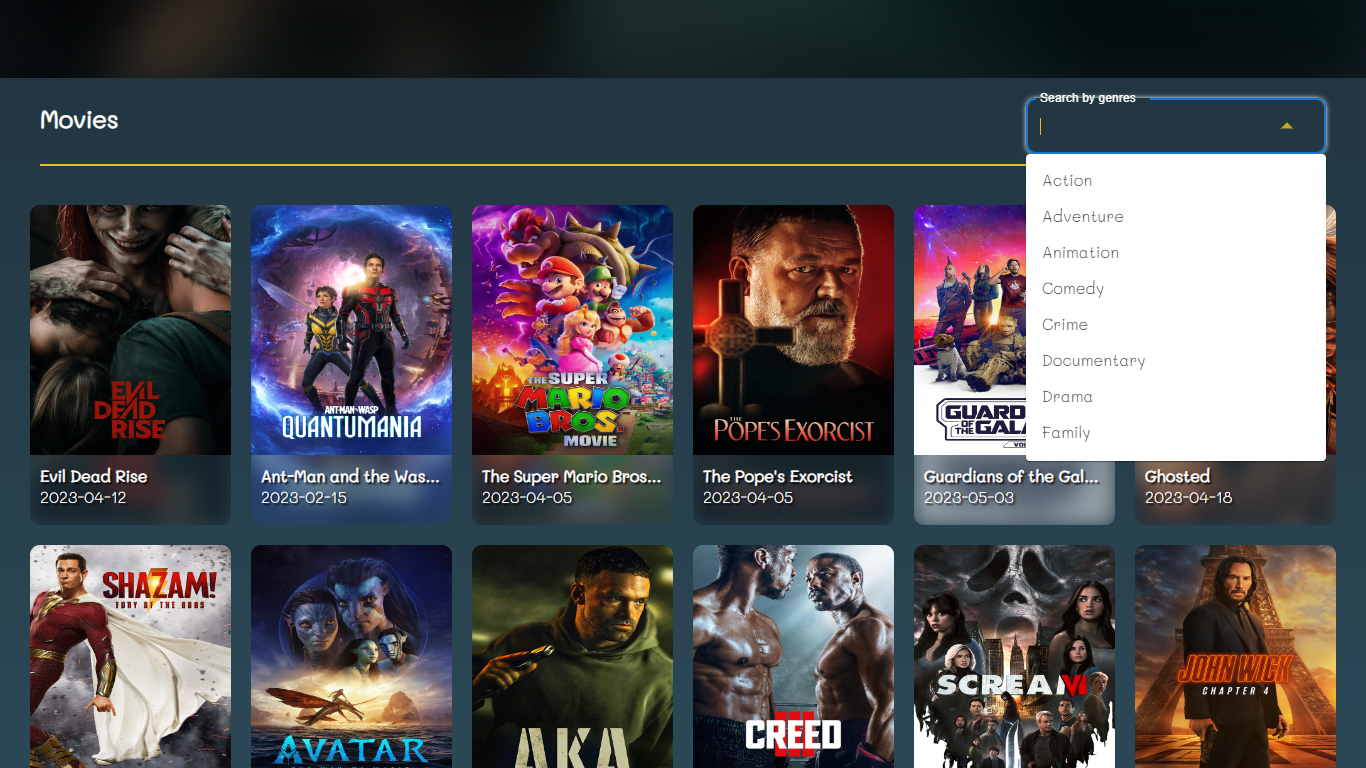 Search by genres
Movies
Action
Adventure
Animation
Comedy
Crime
Documentary
Drama
Family
EVIL
DEAD
RISE
ANT-MAN AND THE WASP
QUANTUMANIA
THE SUPER
MARIO
BROS.
MOVIE
THE
POPE'S EXORCIST
GUARD
OF THE GALA
VOL
Evil Dead Rise
2023-04-12
Ant-Man and the Was...
2023-02-15
The Super Mario Bros...
2023-04-05
The Pope's Exorcist
2023-04-05
Guardians of the Gal...
2023-05-03
Ghosted
2023-04-18
SHAZAM!
FURY OF THE GODS
AVATAR
AKA
CREED
III
SCREAM VI
JOHN WICK
CHAPTER 4